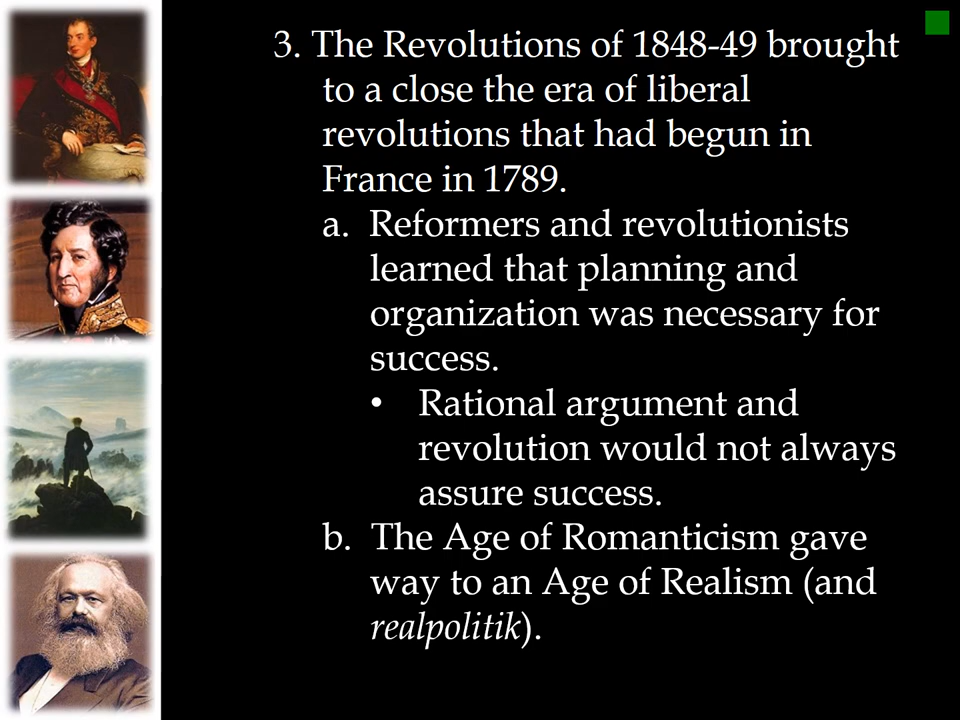 3. The Revolutions of 1848-49 brought
to a close the era of liberal
revolutions that had begun in
France in 1789.
a. Reformers and revolutionists
learned that planning and
organization was necessary for
success.
• Rational argument and
revolution would not always
assure success.
b. The Age of Romanticism gave
way to an Age of Realism (and
realpolitik).